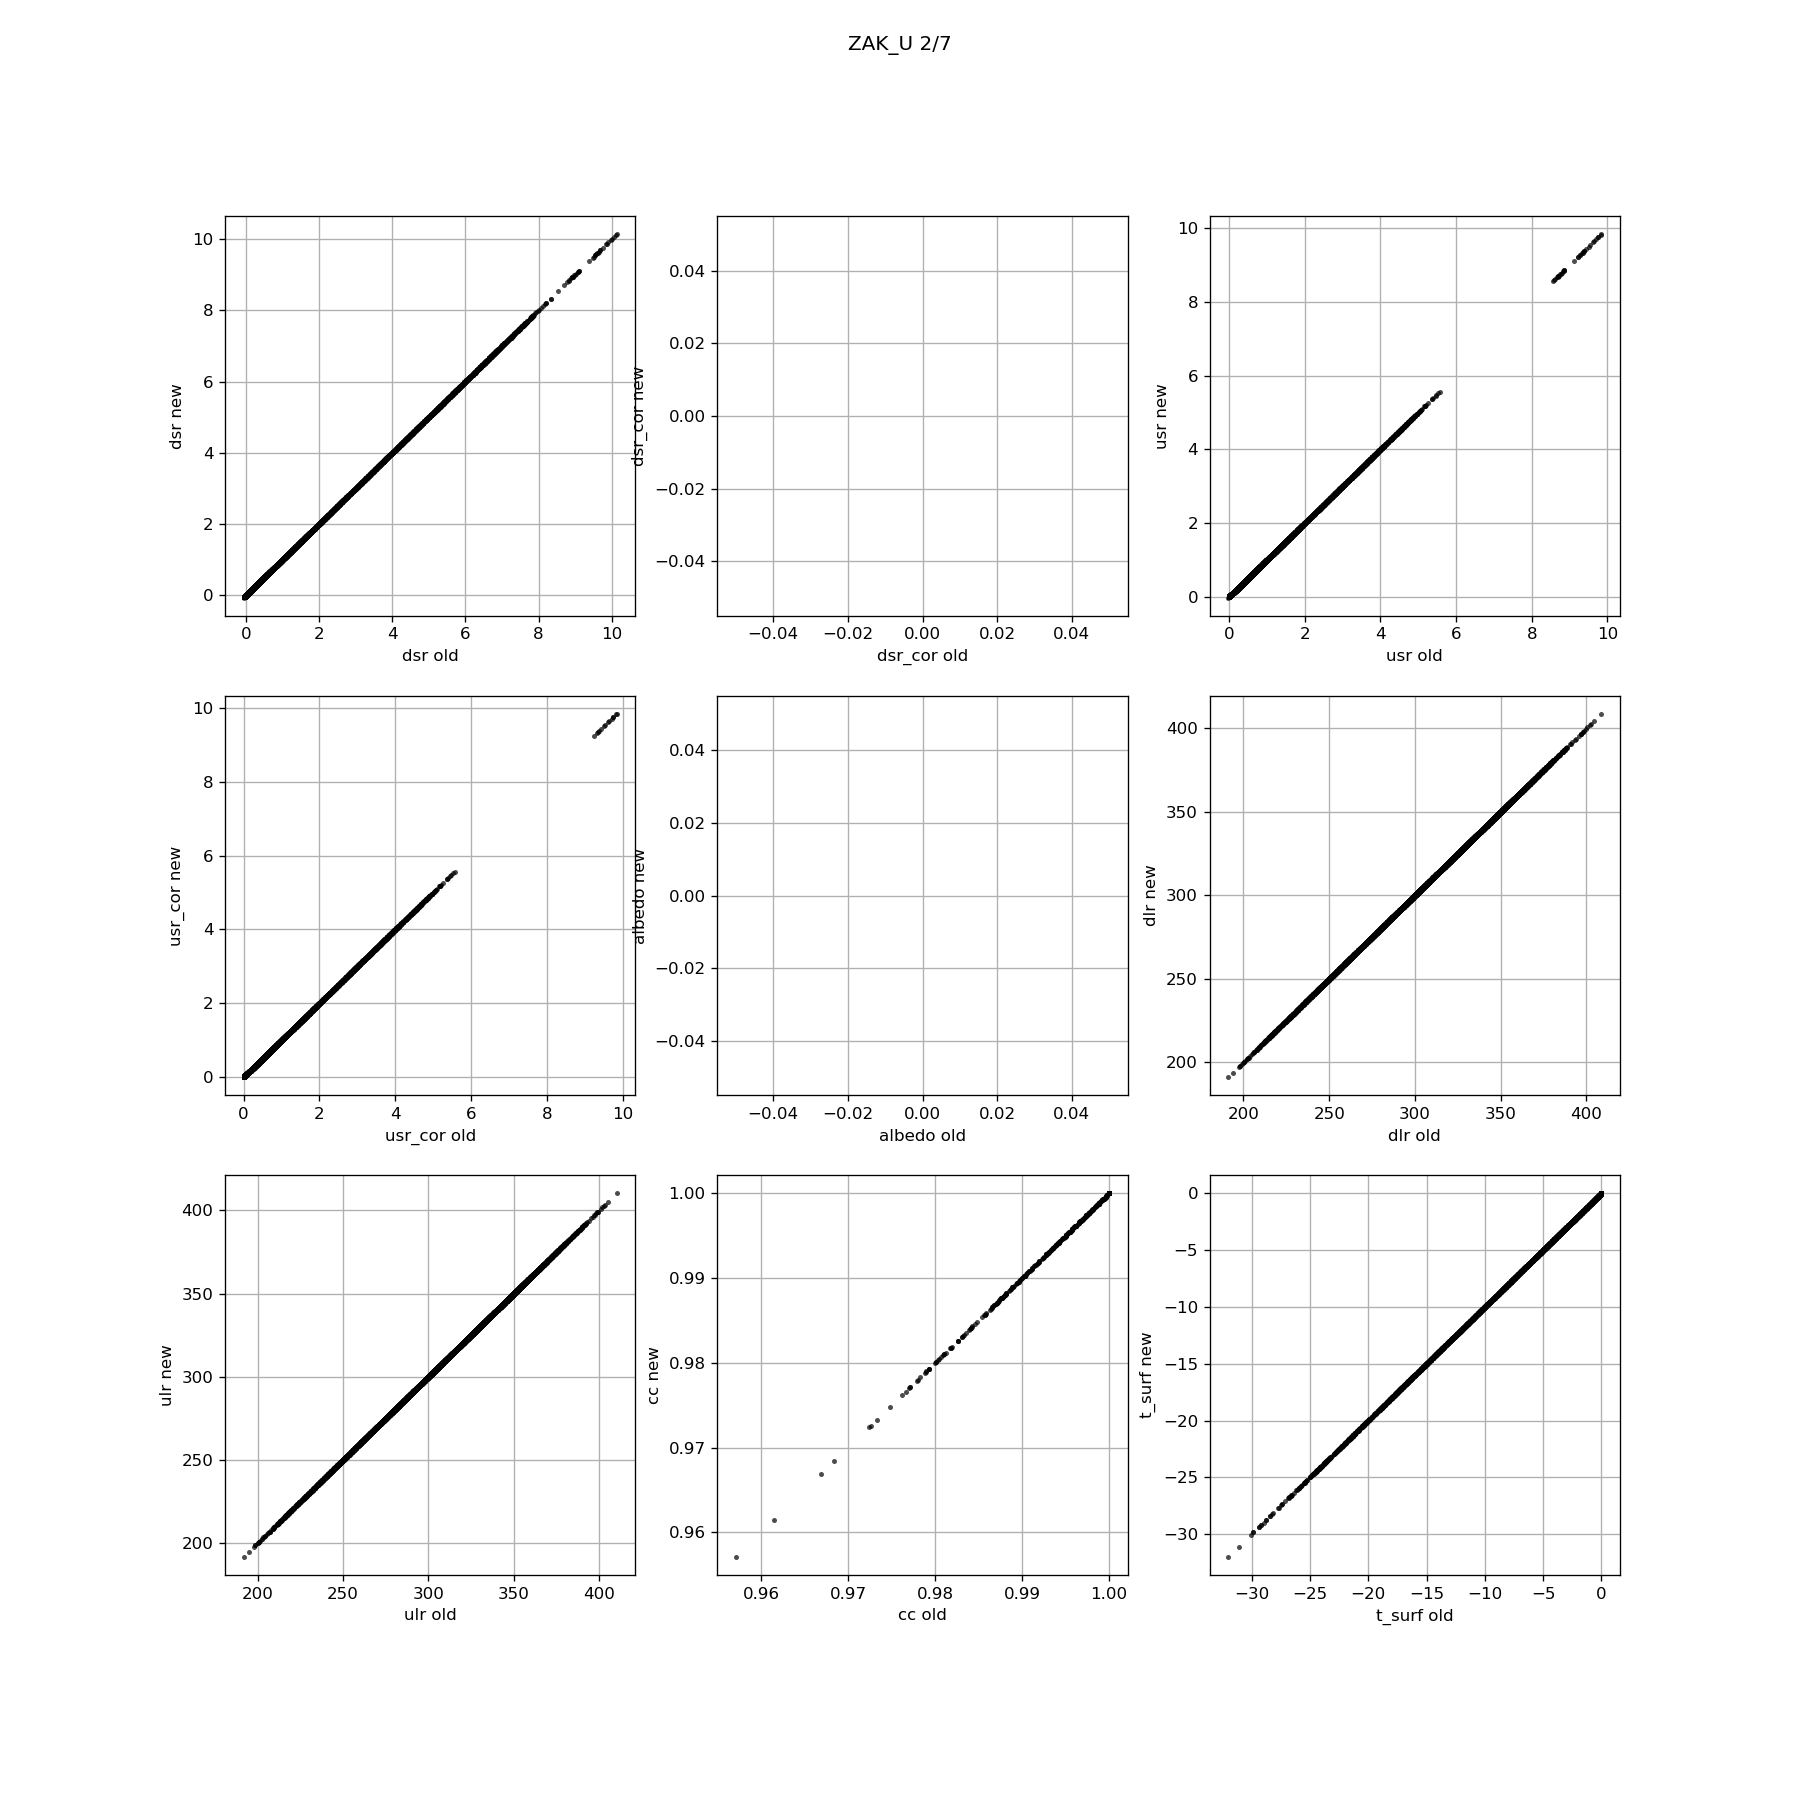 ZAK_U 2/7
10
8
6
4
2
0
dsr new
0 2 4 6 8 10
dsr old
0.04
0.02
0.00
−0.02
−0.04
dsr_cor new
−0.04 −0.02 0.00 0.02 0.04
dsr_cor old
10
8
6
4
2
0
usr new
0 2 4 6 8 10
usr old
10
8
6
4
2
0
usr_cor new
0 2 4 6 8 10
usr_cor old
0.04
0.02
0.00
−0.02
−0.04
albedo new
−0.04 −0.02 0.00 0.02 0.04
albedo old
400
350
300
250
200
dlr new
200 250 300 350 400
dlr old
400
350
300
250
200
ulr new
200 250 300 350 400
ulr old
1.00
0.99
0.98
0.97
0.96
cc new
0.96 0.97 0.98 0.99 1.00
cc old
0
−5
−10
−15
−20
−25
−30
t_surf new
−30 −25 −20 −15 −10 −5 0
t_surf old